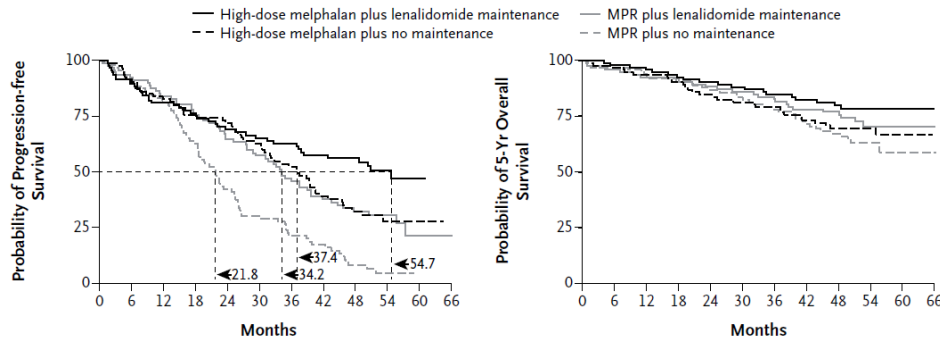 High-dose melphalan plus lenalidomide maintenance
MPR plus lenalidomide maintenance
High-dose melphalan plus no maintenance
MPR plus no maintenance
Probability of Progression-free
Survival
100
75
50
25
0
37.4
21.8
34.2
54.7
0 6 12 18 24 30 36 42 48 54 60 66
Months
Probability of 5-Yr Overall
Survival
100
75
50
25
0
0 6 12 18 24 30 36 42 48 54 60 66
Months